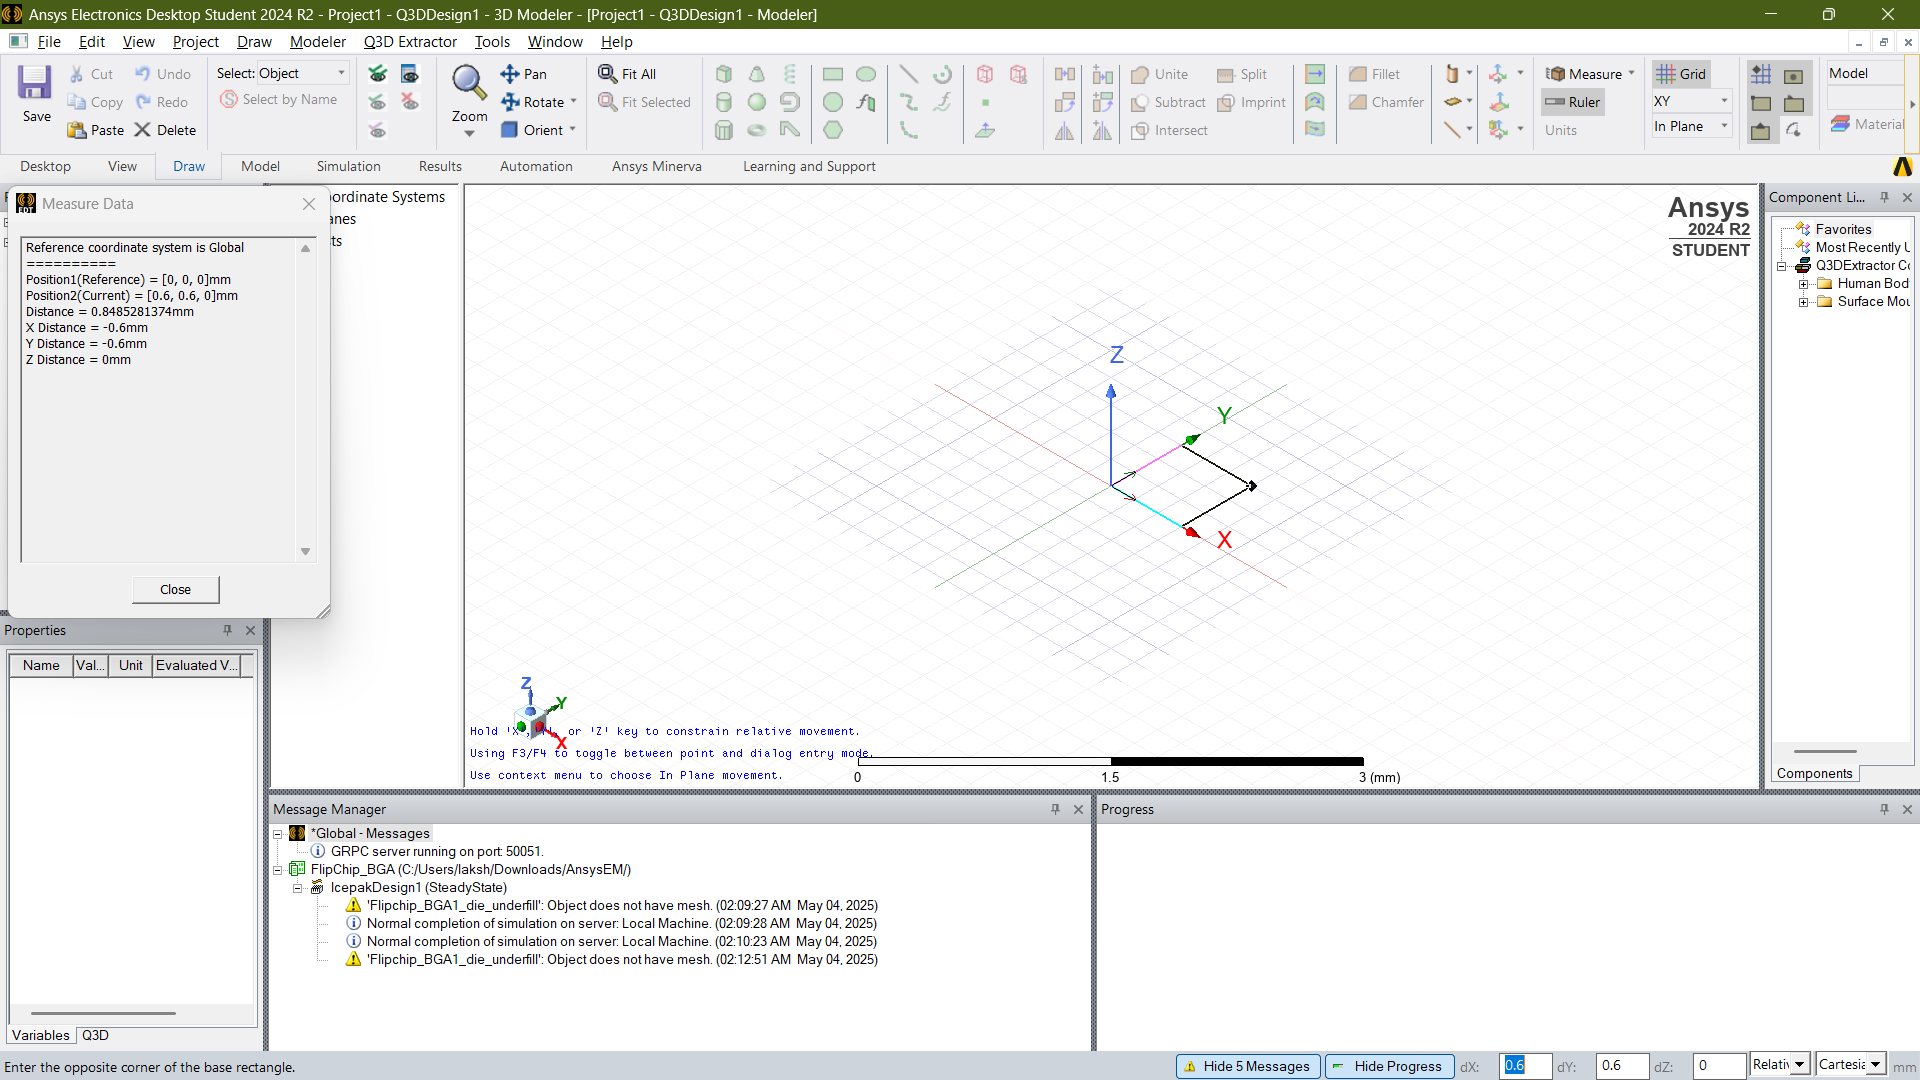 Ansys Electronics Desktop Student 2024 R2 - Project1 - Q3DDesign1 - 3D Modeler - [Project1 - Q3DDesign1 - Modeler]
File Edit View Project Draw Modeler Q3D Extractor Tools Window Help
Save
Cut
Copy
Paste
Undo
Redo
Delete
Select: Object
Select by Name
Zoom
Pan
Rotate
Orient
Fit All
Fit Selected
Unite
Subtract
Intersect
Split
Imprint
Fillet
Chamfer
Measure
Ruler
Units
Grid
XY
In Plane
Model
Material
Desktop View Draw Model Simulation Results Automation Ansys Minerva Learning and Support
Measure Data
Reference coordinate system is Global
==========
Position1(Reference) = [0, 0, 0]mm
Position2(Current) = [0.6, 0.6, 0]mm
Distance = 0.8485281374mm
X Distance = -0.6mm
Y Distance = -0.6mm
Z Distance = 0mm
Close
oordinate Systems
anes
ts
Ansys
2024 R2
STUDENT
Z
Y
X
Z
Y
X
Hold 'X', 'Y', or 'Z' key to constrain relative movement.
Using F3/F4 to toggle between point and dialog entry mode.
Use context menu to choose In Plane movement.
0 1.5 3 (mm)
Component Li...
Favorites
Most Recently U
Q3DExtractor Co
Human Bod
Surface Mou
Components
Properties
Name Val... Unit Evaluated V...
Variables Q3D
Message Manager
*Global - Messages
GRPC server running on port: 50051.
FlipChip_BGA (C:/Users/laksh/Downloads/AnsysEM/)
IcepakDesign1 (SteadyState)
'Flipchip_BGA1_die_underfill': Object does not have mesh. (02:09:27 AM May 04, 2025)
Normal completion of simulation on server: Local Machine. (02:09:28 AM May 04, 2025)
Normal completion of simulation on server: Local Machine. (02:10:23 AM May 04, 2025)
'Flipchip_BGA1_die_underfill': Object does not have mesh. (02:12:51 AM May 04, 2025)
Progress
Enter the opposite corner of the base rectangle.
Hide 5 Messages Hide Progress dX: 0.6 dY: 0.6 dZ: 0 Relativ Cartesia mm